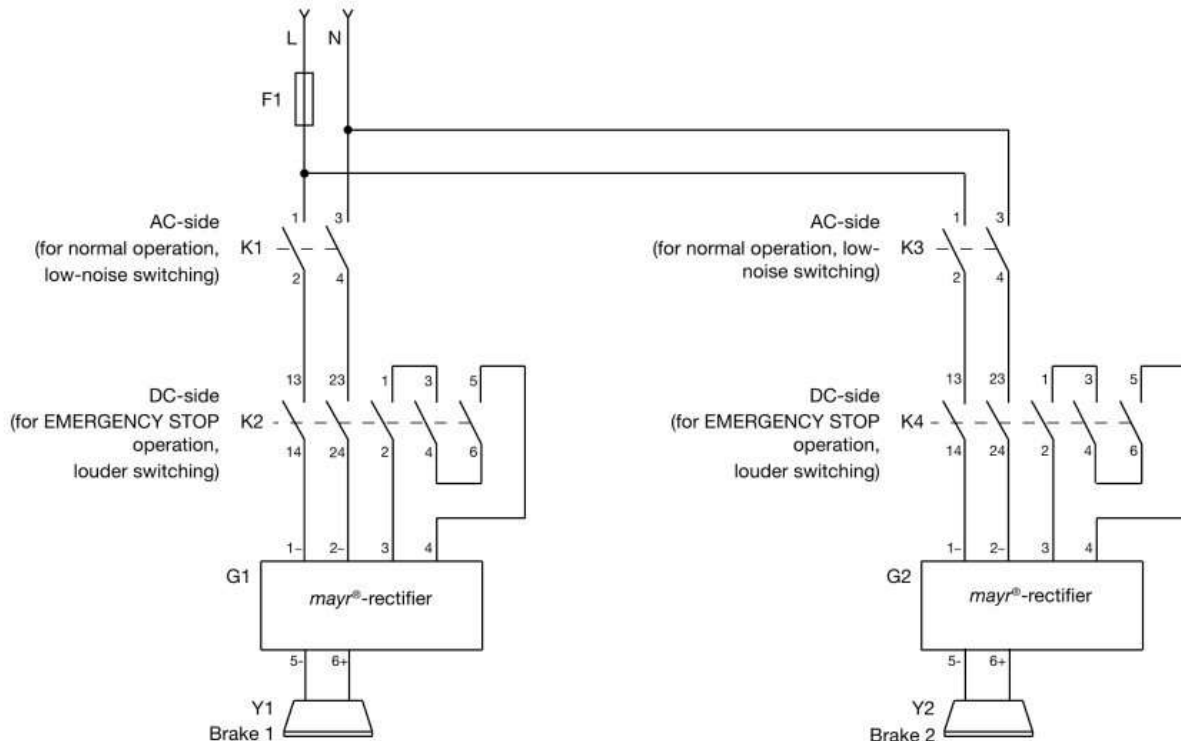 L N
F1
1 3
AC-side
(for normal operation,
low-noise switching)
K1
2 4
1 3
AC-side
(for normal operation, low-
noise switching)
K3
2 4
13 23 1 3 5
DC-side
(for EMERGENCY STOP
operation,
louder switching)
K2
14 24 2 4 6
13 23 1 3 5
DC-side
(for EMERGENCY STOP
operation,
louder switching)
K4
14 24 2 4 6
1~ 2~ 3 4
G1
mayr®-rectifier
5- 6+
Y1
Brake 1
1~ 2~ 3 4
G2
mayr®-rectifier
5- 6+
Y2
Brake 2